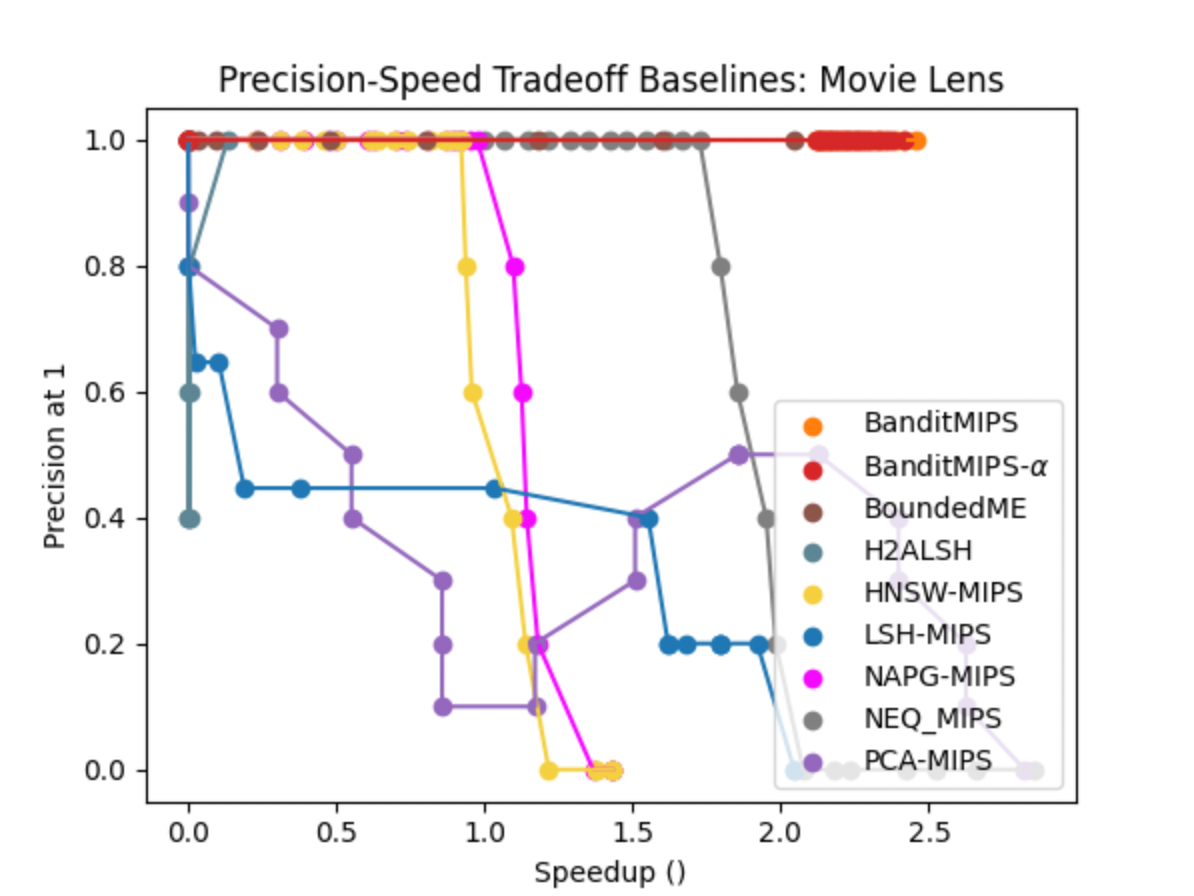 Precision-Speed Tradeoff Baselines: Movie Lens
1.0
0.8
0.6
0.4
0.2
0.0
Precision at 1
BanditMIPS
BanditMIPS-α
BoundedME
H2ALSH
HNSW-MIPS
LSH-MIPS
NAPG-MIPS
NEQ_MIPS
PCA-MIPS
0.0 0.5 1.0 1.5 2.0 2.5
Speedup ()